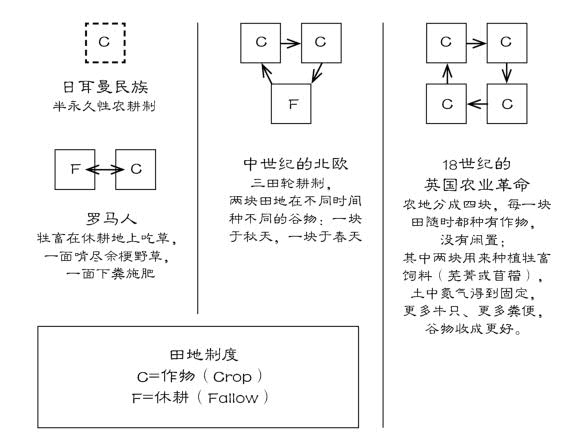 C
日耳曼民族
半永久性农耕制
F C
罗马人
牲畜在休耕地上吃草，
一面啃尽余梗野草，
一面下粪施肥
C C
F
中世纪的北欧
三田轮耕制，
两块田地在不同时间
种不同的谷物：一块
于秋天，一块于春天
C C
C C
18世纪的
英国农业革命
农地分成四块，每一块
田随时都种有作物，
没有闲置；
其中两块用来种植牲畜
饲料（芜菁或苜蓿），
土中氮气得到固定，
更多牛只、更多粪便，
谷物收成更好。
田地制度
C=作物（Crop）
F=休耕（Fallow）